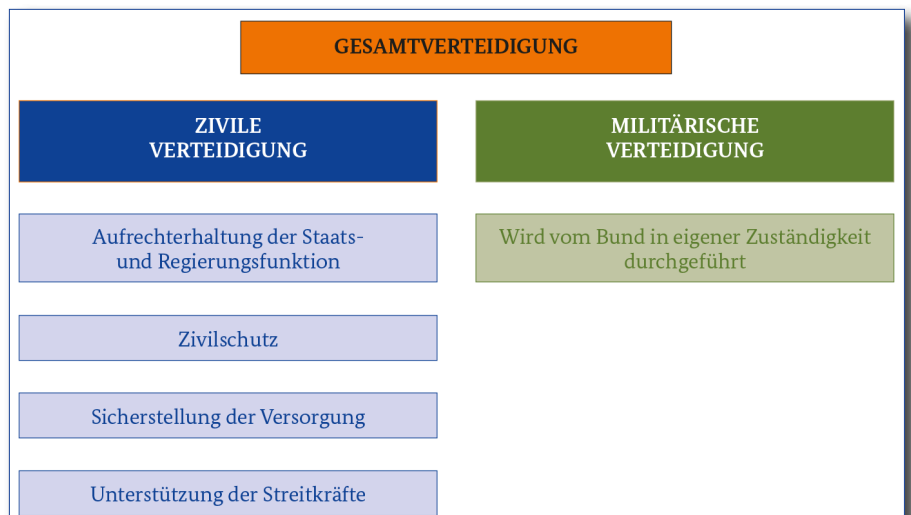 GESAMTVERTEIDIGUNG
ZIVILE
VERTEIDIGUNG
Aufrechterhaltung der Staats-
und Regierungsfunktion
Zivilschutz
Sicherstellung der Versorgung
Unterstützung der Streitkräfte
MILITÄRISCHE
VERTEIDIGUNG
Wird vom Bund in eigener Zuständigkeit
durchgeführt